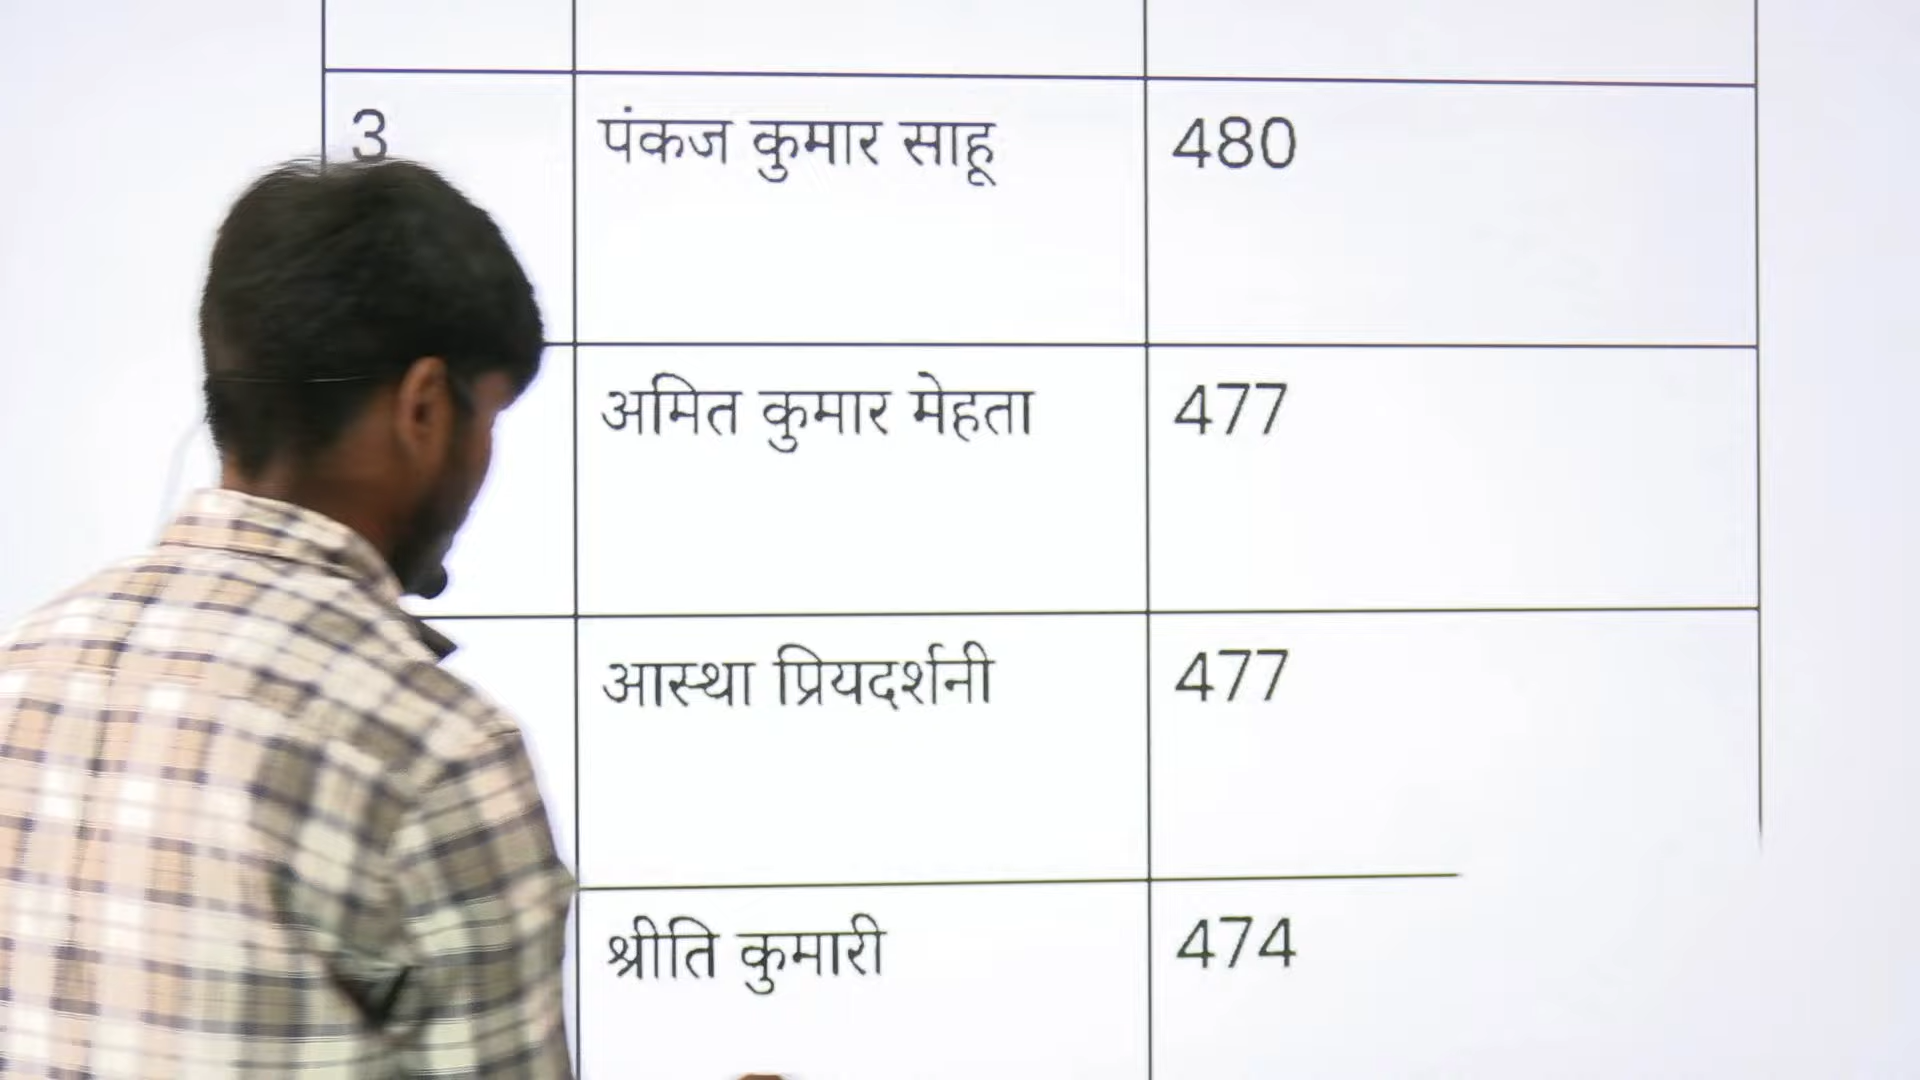 3 पंकज कुमार साहू 480
अमित कुमार मेहता 477
आस्था प्रियदर्शनी 477
श्रीति कुमारी 474